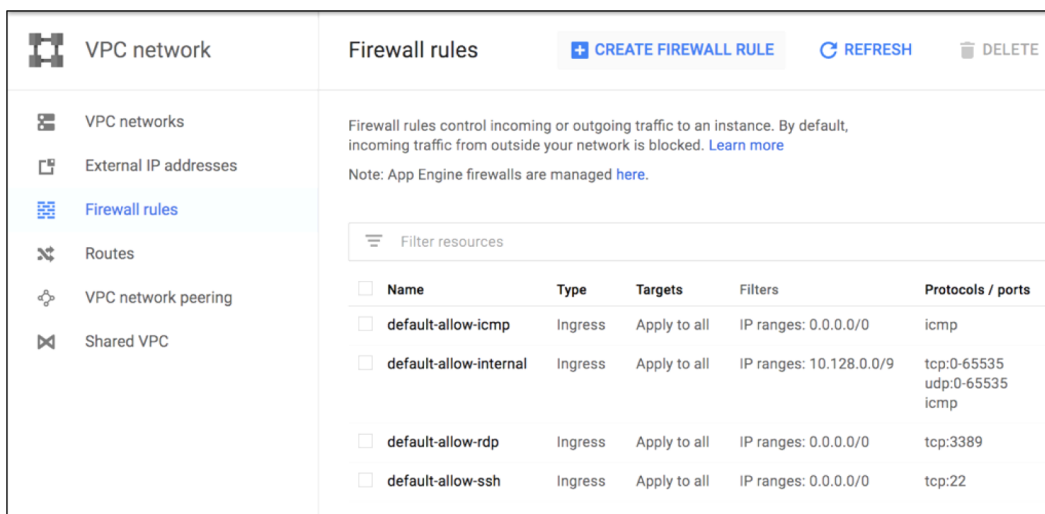 VPC network
Firewall rules
CREATE FIREWALL RULE
REFRESH
DELETE
VPC networks
External IP addresses
Firewall rules
Routes
VPC network peering
Shared VPC
Firewall rules control incoming or outgoing traffic to an instance. By default,
incoming traffic from outside your network is blocked. Learn more
Note: App Engine firewalls are managed here.
Filter resources
Name Type Targets Filters Protocols / ports
default-allow-icmp Ingress Apply to all IP ranges: 0.0.0.0/0 icmp
default-allow-internal Ingress Apply to all IP ranges: 10.128.0.0/9 tcp:0-65535
udp:0-65535
icmp
default-allow-rdp Ingress Apply to all IP ranges: 0.0.0.0/0 tcp:3389
default-allow-ssh Ingress Apply to all IP ranges: 0.0.0.0/0 tcp:22